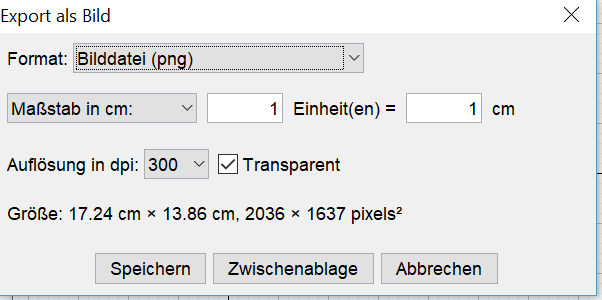 Export als Bild
Format: Bilddatei (png)
Maßstab in cm: 1 Einheit(en) = 1 cm
Auflösung in dpi: 300 Transparent
Größe: 17.24 cm × 13.86 cm, 2036 × 1637 pixels²
Speichern Zwischenablage Abbrechen